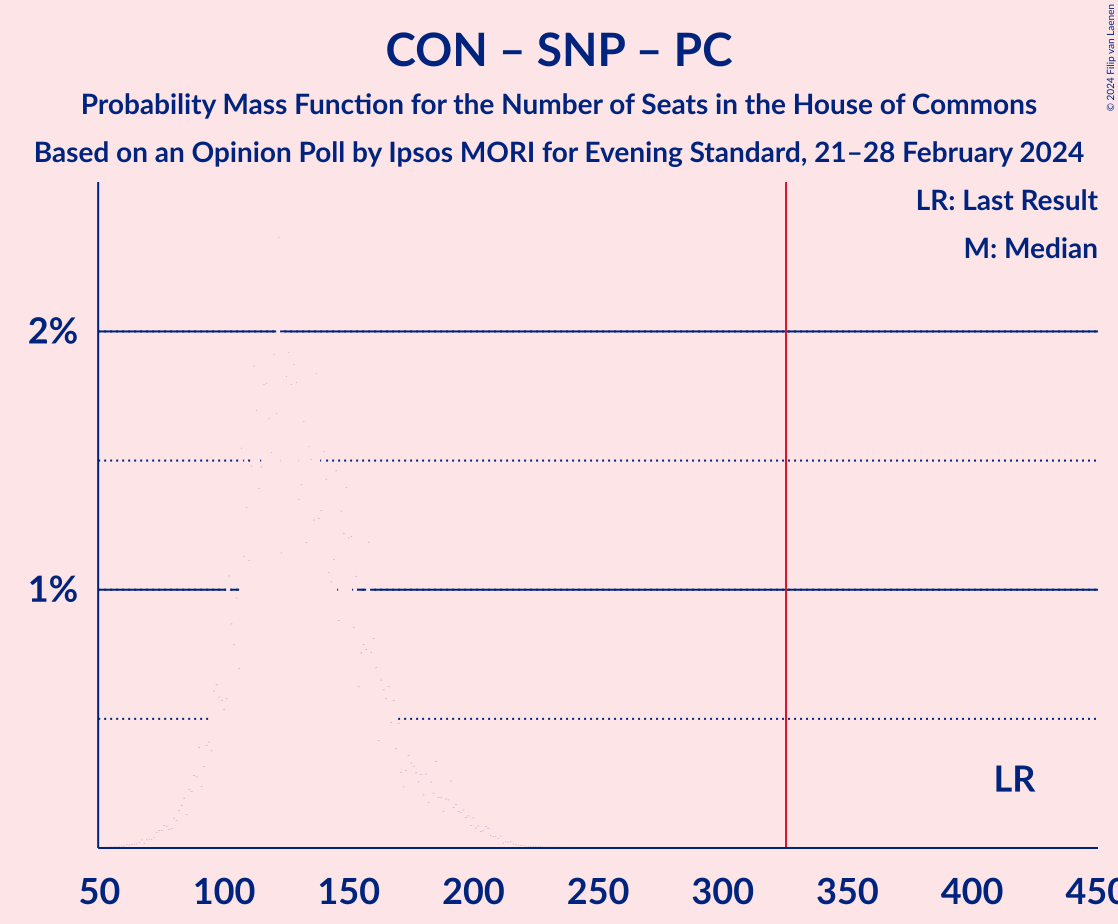 CON – SNP – PC
Probability Mass Function for the Number of Seats in the House of Commons
Based on an Opinion Poll by Ipsos MORI for Evening Standard, 21–28 February 2024
© 2024 Filip van Laenen
LR: Last Result
M: Median
2%
1%
LR
50 100 150 200 250 300 350 400 450